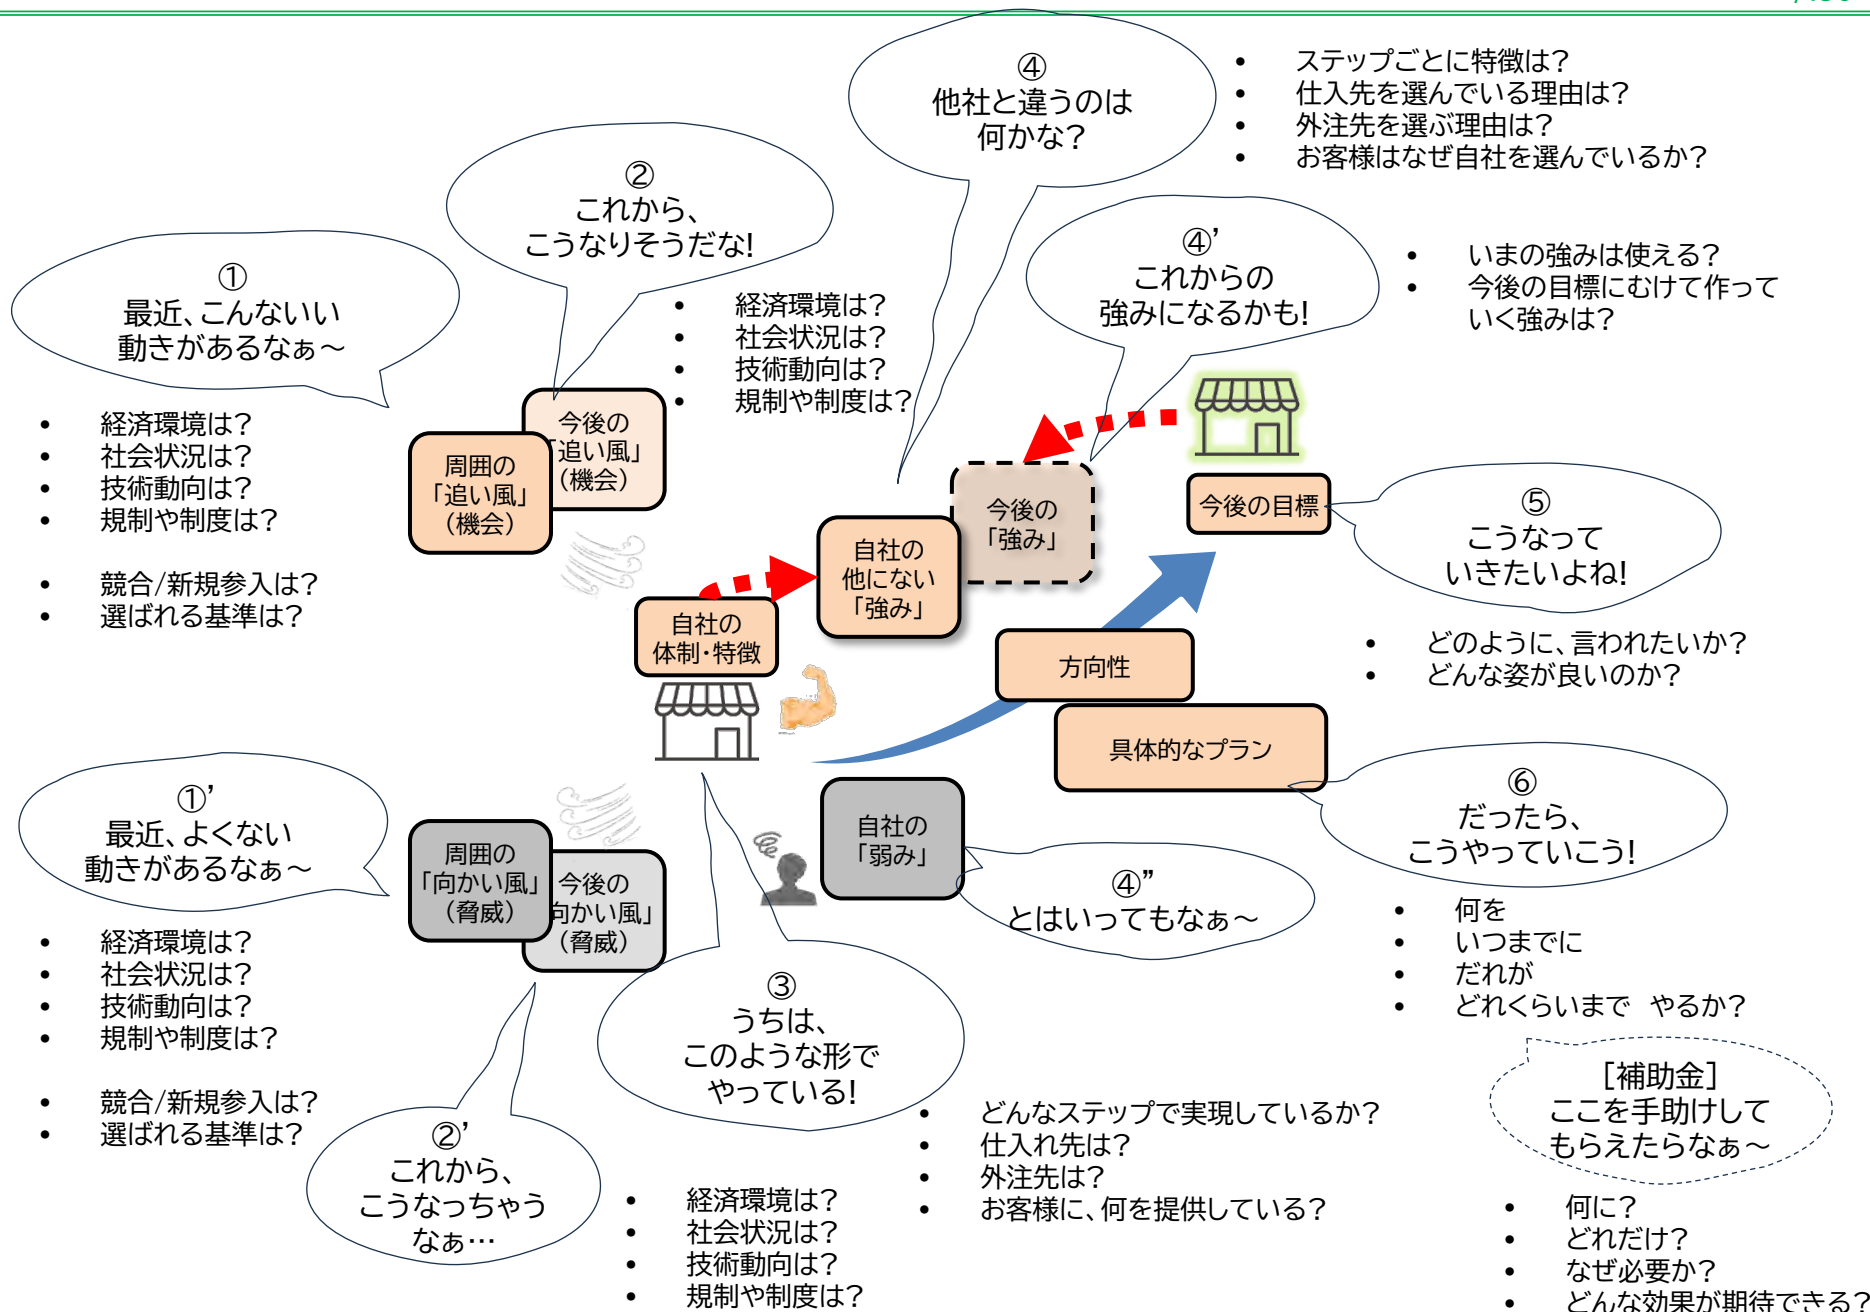 ④
他社と違うのは
何かな？
• ステップごとに特徴は？
• 仕入先を選んでいる理由は？
• 外注先を選ぶ理由は？
• お客様はなぜ自社を選んでいるか？
②
これから、
こうなりそうだな！
• 経済環境は？
• 社会状況は？
• 技術動向は？
• 規制や制度は？
④’
これからの
強みになるかも！
• いまの強みは使える？
• 今後の目標にむけて作って
いく強みは？
①
最近、こんないい
動きがあるなぁ～
• 経済環境は？
• 社会状況は？
• 技術動向は？
• 規制や制度は？
• 競合/新規参入は？
• 選ばれる基準は？
今後の
「追い風」
（機会）
周囲の
「追い風」
（機会）
今後の
「強み」
自社の
他にない
「強み」
自社の
体制・特徴
今後の目標
⑤
こうなって
いきたいよね！
• どのように、言われたいか？
• どんな姿が良いのか？
方向性
具体的なプラン
⑥
だったら、
こうやっていこう！
• 何を
• いつまでに
• だれが
• どれくらいまで　やるか？
①’
最近、よくない
動きがあるなぁ～
• 経済環境は？
• 社会状況は？
• 技術動向は？
• 規制や制度は？
• 競合/新規参入は？
• 選ばれる基準は？
周囲の
「向かい風」
（脅威）
今後の
向かい風」
（脅威）
自社の
「弱み」
④”
とはいってもなぁ～
③
うちは、
このような形で
やっている！
• どんなステップで実現しているか？
• 仕入れ先は？
• 外注先は？
• お客様に、何を提供している？
②’
これから、
こうなっちゃう
なぁ…
• 経済環境は？
• 社会状況は？
• 技術動向は？
• 規制や制度は？
［補助金］
ここを手助けして
もらえたらなぁ～
• 何に？
• どれだけ？
• なぜ必要か？
• どんな効果が期待できる？